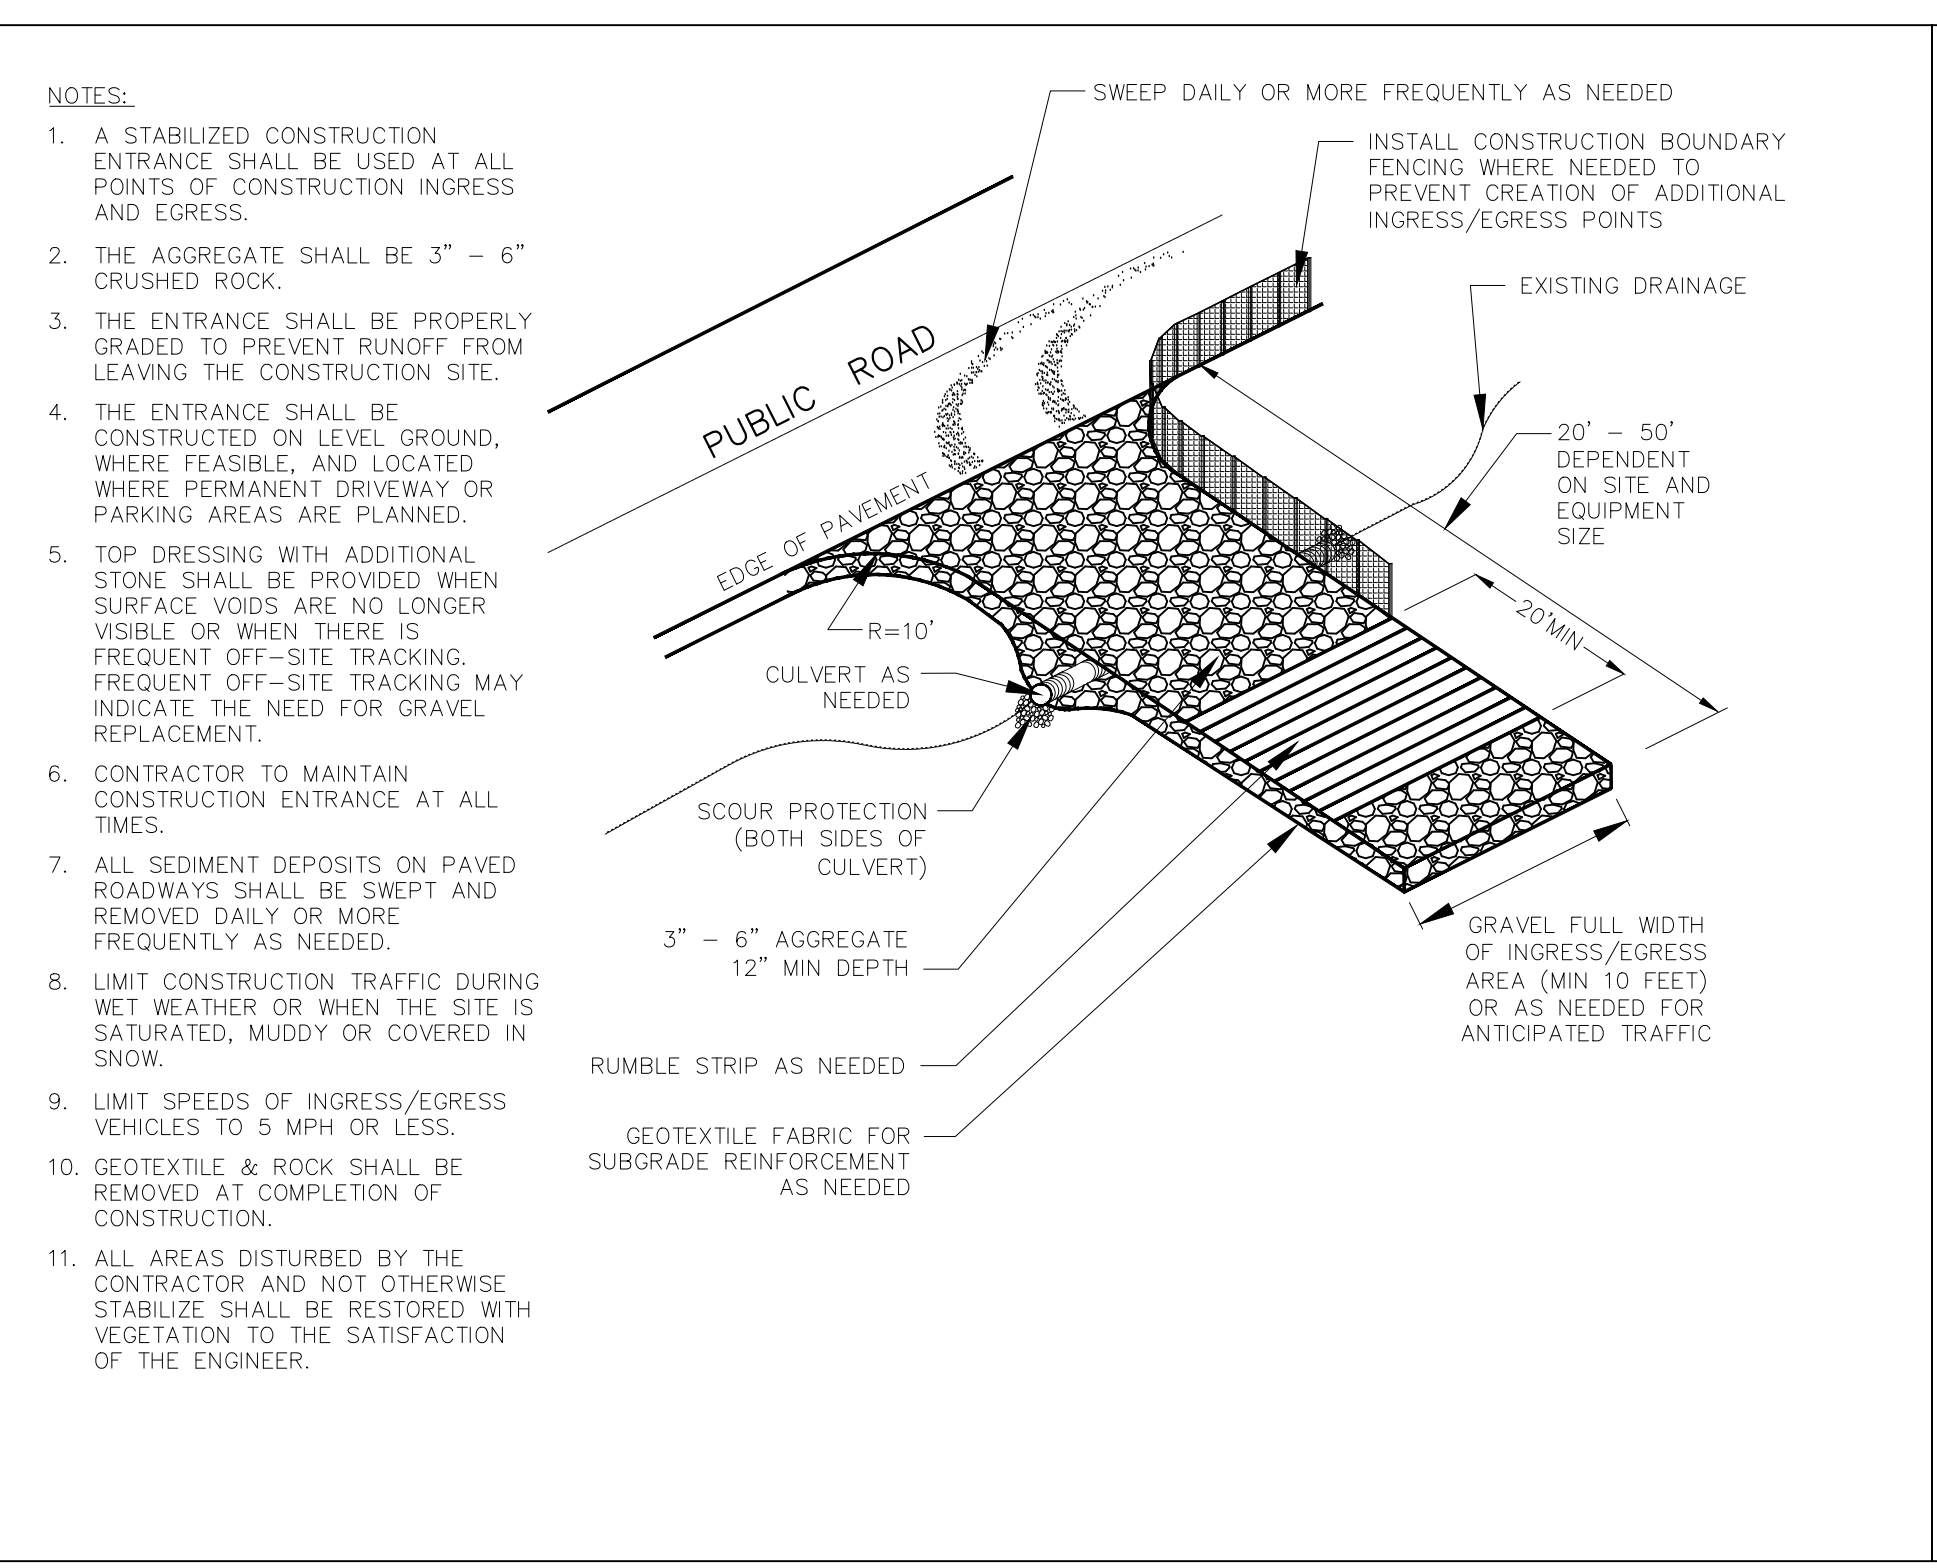 NOTES:
1. A STABILIZED CONSTRUCTION
ENTRANCE SHALL BE USED AT ALL
POINTS OF CONSTRUCTION INGRESS
AND EGRESS.
2. THE AGGREGATE SHALL BE 3" – 6"
CRUSHED ROCK.
3. THE ENTRANCE SHALL BE PROPERLY
GRADED TO PREVENT RUNOFF FROM
LEAVING THE CONSTRUCTION SITE.
4. THE ENTRANCE SHALL BE
CONSTRUCTED ON LEVEL GROUND,
WHERE FEASIBLE, AND LOCATED
WHERE PERMANENT DRIVEWAY OR
PARKING AREAS ARE PLANNED.
5. TOP DRESSING WITH ADDITIONAL
STONE SHALL BE PROVIDED WHEN
SURFACE VOIDS ARE NO LONGER
VISIBLE OR WHEN THERE IS
FREQUENT OFF–SITE TRACKING.
FREQUENT OFF–SITE TRACKING MAY
INDICATE THE NEED FOR GRAVEL
REPLACEMENT.
6. CONTRACTOR TO MAINTAIN
CONSTRUCTION ENTRANCE AT ALL
TIMES.
7. ALL SEDIMENT DEPOSITS ON PAVED
ROADWAYS SHALL BE SWEPT AND
REMOVED DAILY OR MORE
FREQUENTLY AS NEEDED.
8. LIMIT CONSTRUCTION TRAFFIC DURING
WET WEATHER OR WHEN THE SITE IS
SATURATED, MUDDY OR COVERED IN
SNOW.
9. LIMIT SPEEDS OF INGRESS/EGRESS
VEHICLES TO 5 MPH OR LESS.
10. GEOTEXTILE & ROCK SHALL BE
REMOVED AT COMPLETION OF
CONSTRUCTION.
11. ALL AREAS DISTURBED BY THE
CONTRACTOR AND NOT OTHERWISE
STABILIZE SHALL BE RESTORED WITH
VEGETATION TO THE SATISFACTION
OF THE ENGINEER.
SWEEP DAILY OR MORE FREQUENTLY AS NEEDED
INSTALL CONSTRUCTION BOUNDARY
FENCING WHERE NEEDED TO
PREVENT CREATION OF ADDITIONAL
INGRESS/EGRESS POINTS
EXISTING DRAINAGE
PUBLIC ROAD
EDGE OF PAVEMENT
20' – 50'
DEPENDENT
ON SITE AND
EQUIPMENT
SIZE
20'MIN
R=10'
CULVERT AS
NEEDED
SCOUR PROTECTION
(BOTH SIDES OF
CULVERT)
3" – 6" AGGREGATE
12" MIN DEPTH
RUMBLE STRIP AS NEEDED
GEOTEXTILE FABRIC FOR
SUBGRADE REINFORCEMENT
AS NEEDED
GRAVEL FULL WIDTH
OF INGRESS/EGRESS
AREA (MIN 10 FEET)
OR AS NEEDED FOR
ANTICIPATED TRAFFIC